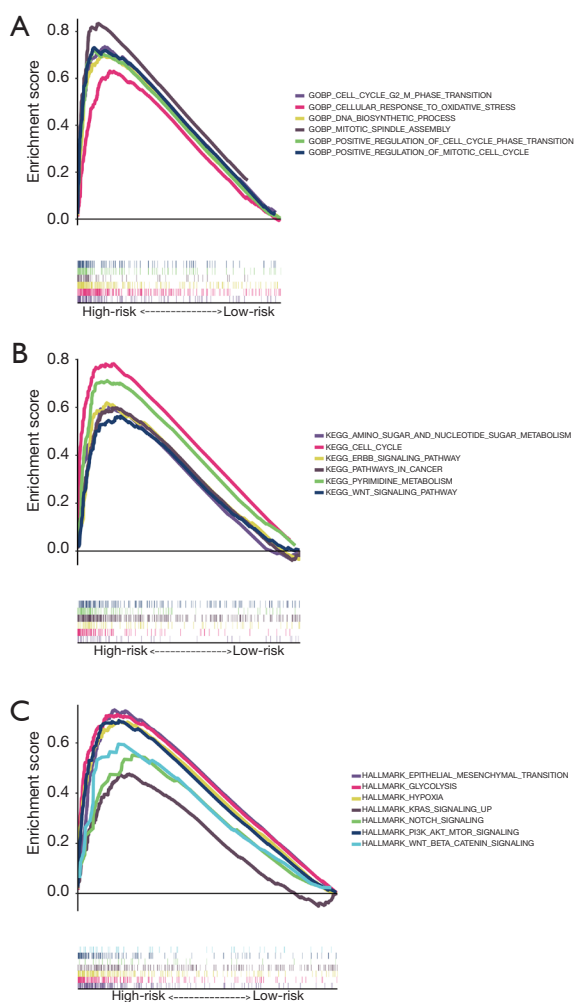 A
0.8
0.6
0.4
0.2
0.0
Enrichment score
GOBP_CELL_CYCLE_G2_M_PHASE_TRANSITION
GOBP_CELLULAR_RESPONSE_TO_OXIDATIVE_STRESS
GOBP_DNA_BIOSYNTHETIC_PROCESS
GOBP_MITOTIC_SPINDLE_ASSEMBLY
GOBP_POSITIVE_REGULATION_OF_CELL_CYCLE_PHASE_TRANSITION
GOBP_POSITIVE_REGULATION_OF_MITOTIC_CELL_CYCLE
High-risk <-------------->Low-risk
B
0.8
0.6
0.4
0.2
0.0
Enrichment score
KEGG_AMINO_SUGAR_AND_NUCLEOTIDE_SUGAR_METABOLISM
KEGG_CELL_CYCLE
KEGG_ERBB_SIGNALING_PATHWAY
KEGG_PATHWAYS_IN_CANCER
KEGG_PYRIMIDINE_METABOLISM
KEGG_WNT_SIGNALING_PATHWAY
High-risk <-------------->Low-risk
C
0.6
0.4
0.2
0.0
Enrichment score
HALLMARK_EPITHELIAL_MESENCHYMAL_TRANSITION
HALLMARK_GLYCOLYSIS
HALLMARK_HYPOXIA
HALLMARK_KRAS_SIGNALING_UP
HALLMARK_NOTCH_SIGNALING
HALLMARK_PI3K_AKT_MTOR_SIGNALING
HALLMARK_WNT_BETA_CATENIN_SIGNALING
High-risk <-------------->Low-risk